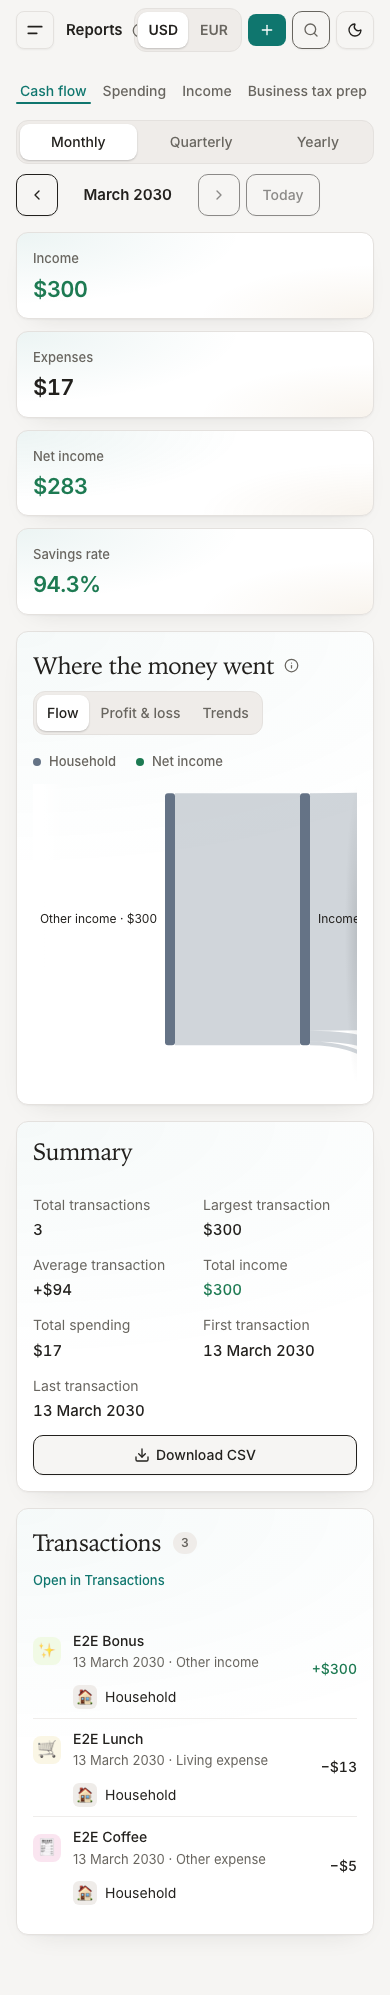 Reports USD EUR
Cash flow Spending Income Business tax prep
Monthly Quarterly Yearly
March 2030 Today
Income
$300
Expenses
$17
Net income
$283
Savings rate
94.3%
Where the money went
Flow Profit & loss Trends
Household Net income
Other income · $300 Income
Summary
Total transactions Largest transaction
3 $300
Average transaction Total income
+$94 $300
Total spending First transaction
$17 13 March 2030
Last transaction
13 March 2030
Download CSV
Transactions 3
Open in Transactions
E2E Bonus
13 March 2030 · Other income +$300
Household
E2E Lunch
13 March 2030 · Living expense −$13
Household
E2E Coffee
13 March 2030 · Other expense −$5
Household